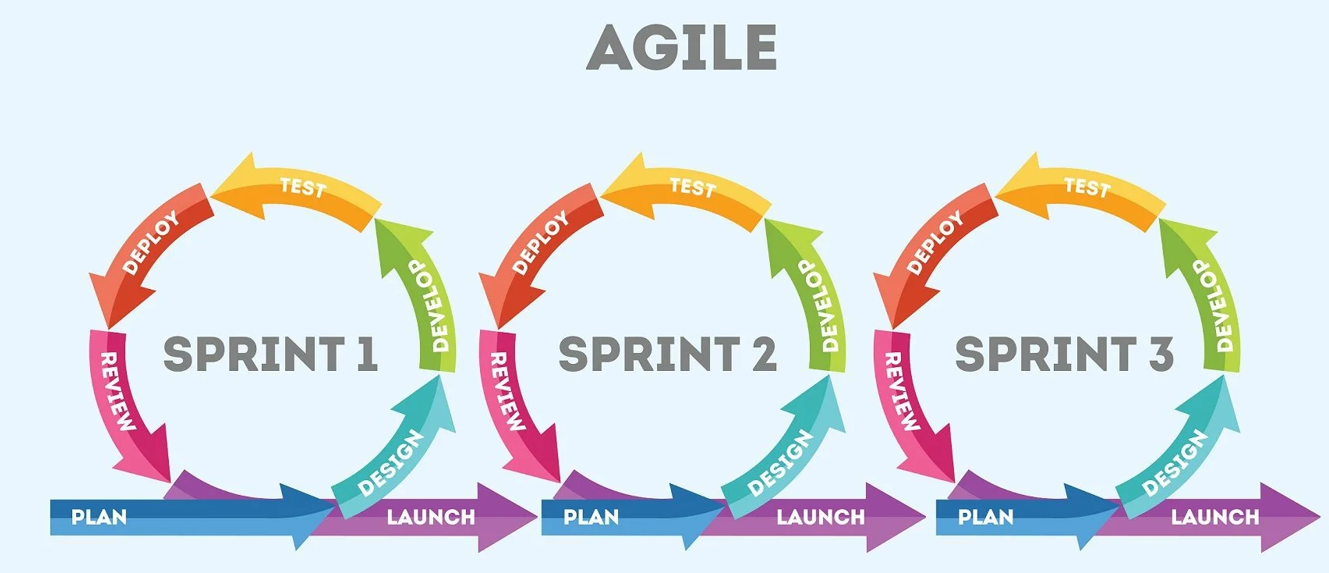 AGILE
TEST
DEPLOY
DEVELOP
SPRINT 1
REVIEW
DESIGN
PLAN
LAUNCH
TEST
DEPLOY
DEVELOP
SPRINT 2
REVIEW
DESIGN
PLAN
LAUNCH
TEST
DEPLOY
DEVELOP
SPRINT 3
REVIEW
DESIGN
PLAN
LAUNCH